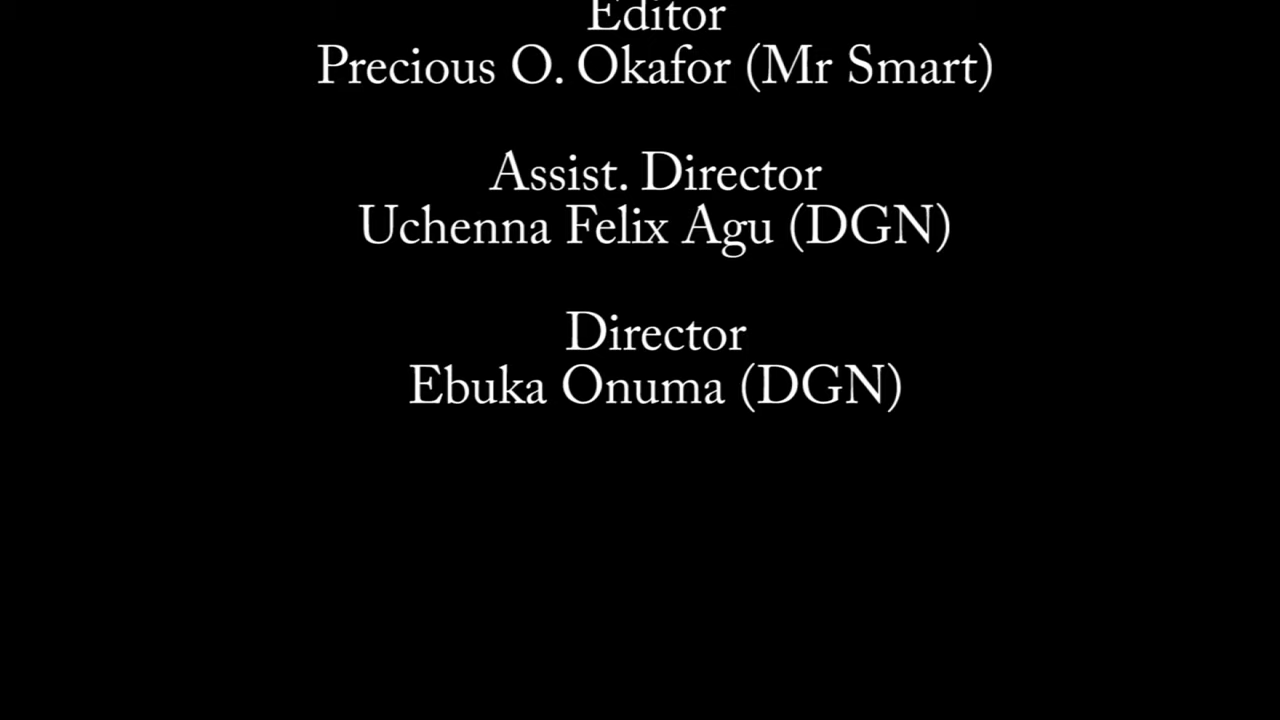 Editor
Precious O. Okafor (Mr Smart)
Assist. Director
Uchenna Felix Agu (DGN)
Director
Ebuka Onuma (DGN)